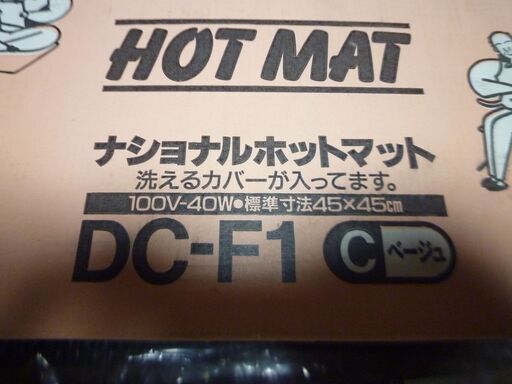 HOT MAT
ナショナルホットマット
洗えるカバーが入ってます。
100V-40W●標準寸法45×45cm
DC-F1 C ベージュ